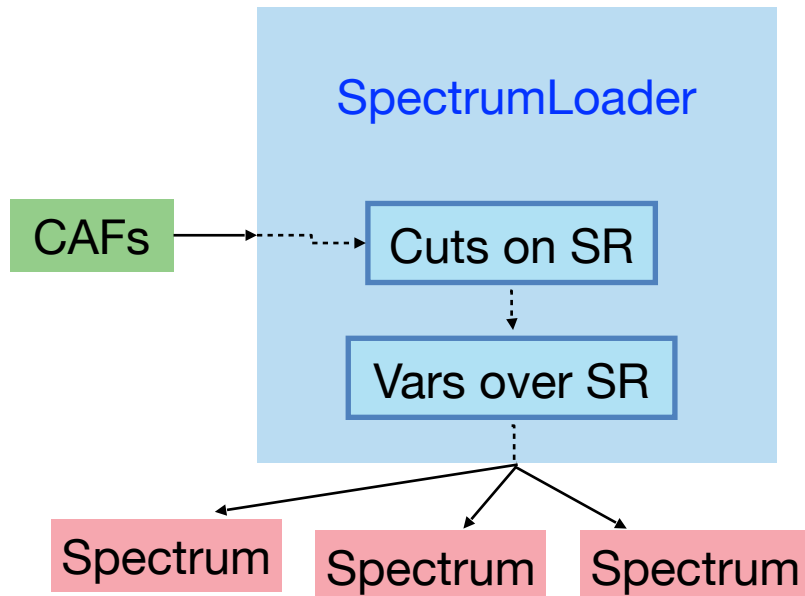 SpectrumLoader
CAFs
Cuts on SR
Vars over SR
Spectrum
Spectrum
Spectrum